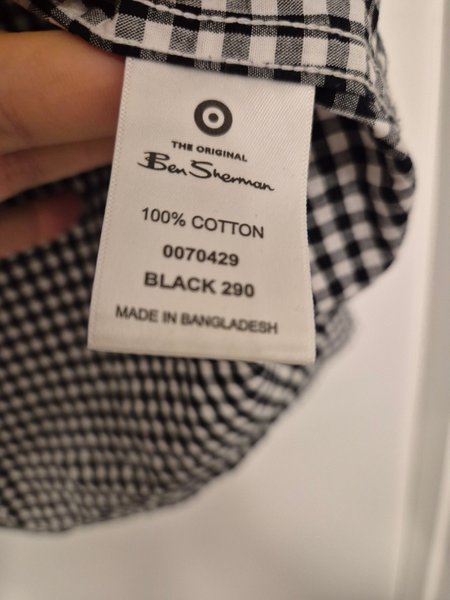 THE ORIGINAL
Ben Sherman
100% COTTON
0070429
BLACK 290
MADE IN BANGLADESH